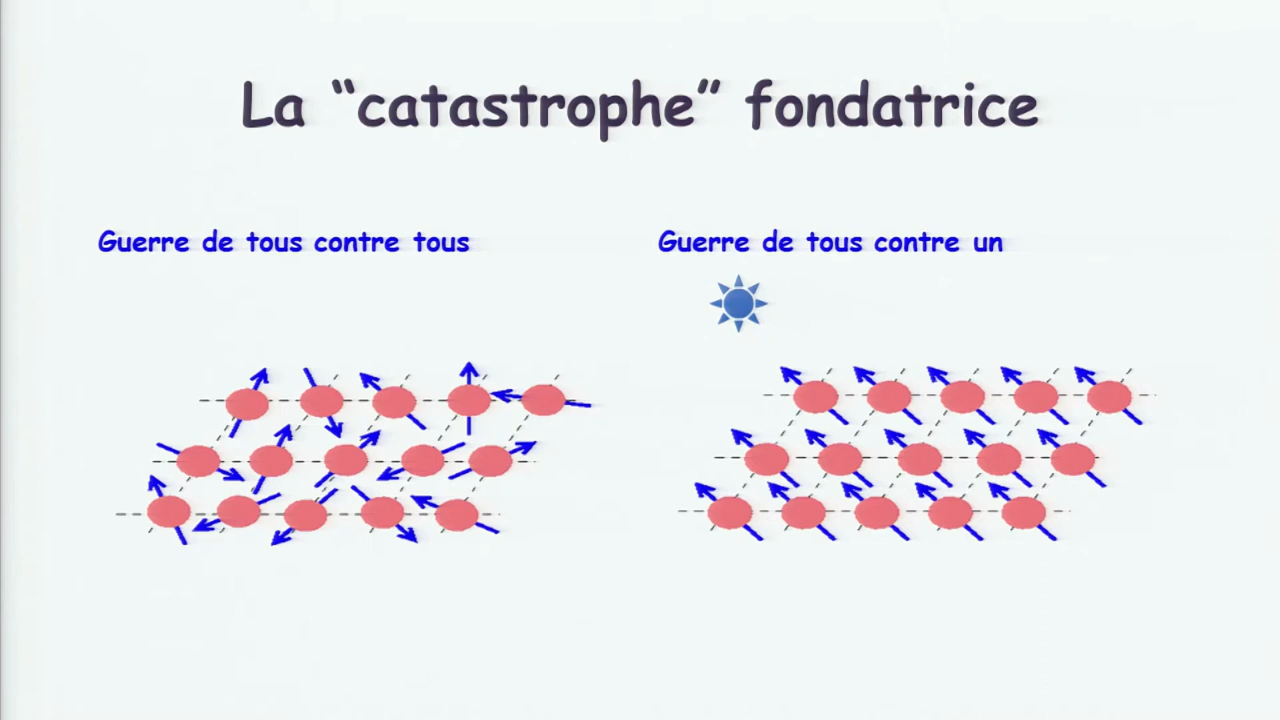 La “catastrophe” fondatrice
Guerre de tous contre tous
Guerre de tous contre un